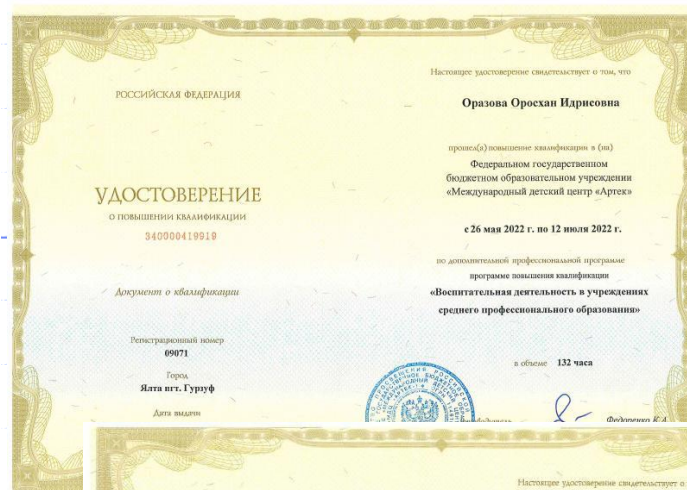 РОССИЙСКАЯ ФЕДЕРАЦИЯ
УДОСТОВЕРЕНИЕ
О ПОВЫШЕНИИ КВАЛИФИКАЦИИ
340000419919
Документ о квалификации
Регистрационный номер
09071
Город
Ялта пгт. Гурзуф
Дата выдачи
Настоящее удостоверение свидетельствует о том, что
Оразова Оросхан Идрисовна
прошел(а) повышение квалификации в (на)
Федеральном государственном
бюджетном образовательном учреждении
«Международный детский центр «Артек»
с 26 мая 2022 г. по 12 июля 2022 г.
по дополнительной профессиональной программе
программе повышения квалификации
«Воспитательная деятельность в учреждениях
среднего профессионального образования»
в объеме 132 часа
Федоренко К.А.
Настоящее удостоверение свидетельствует о